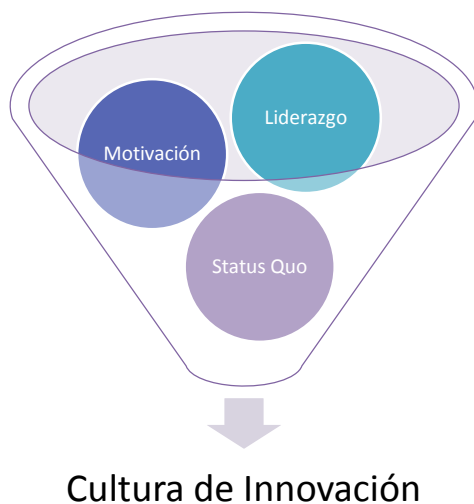 Liderazgo
Motivación
Status Quo
Cultura de Innovación